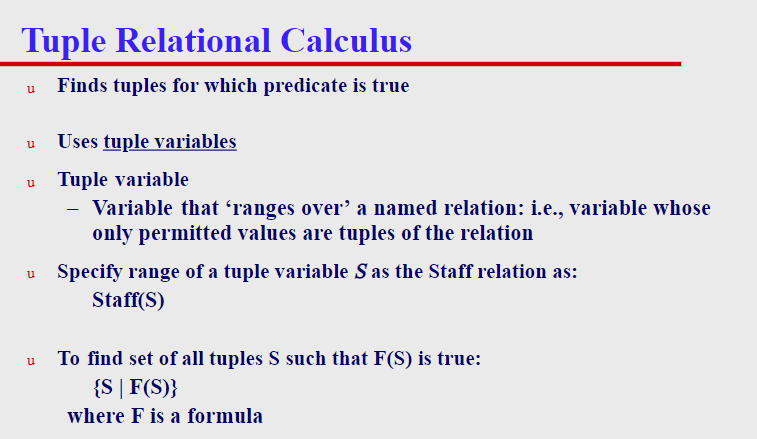 Tuple Relational Calculus
u Finds tuples for which predicate is true
u Uses tuple variables
u Tuple variable
– Variable that ‘ranges over’ a named relation: i.e., variable whose
only permitted values are tuples of the relation
u Specify range of a tuple variable S as the Staff relation as:
Staff(S)
u To find set of all tuples S such that F(S) is true:
{S | F(S)}
where F is a formula